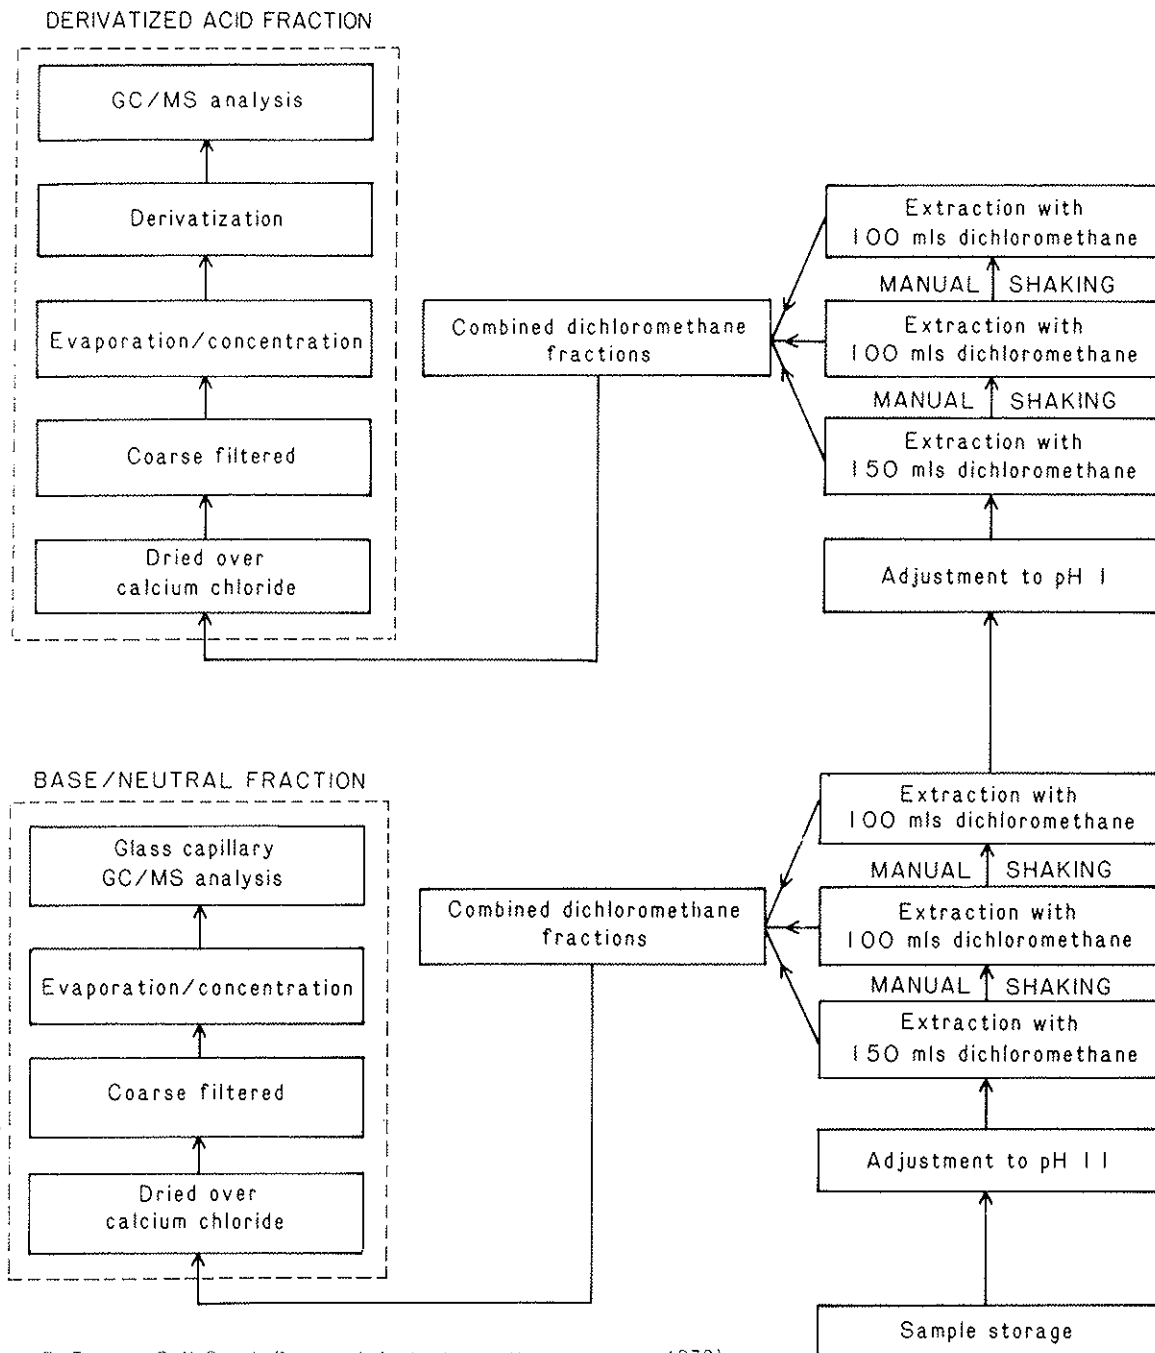 DERIVATIZED ACID FRACTION
GC/MS analysis
Derivatization
Evaporation/concentration
Coarse filtered
Dried over
calcium chloride
Combined dichloromethane
fractions
Extraction with
100 mls dichloromethane
MANUAL SHAKING
Extraction with
100 mls dichloromethane
MANUAL SHAKING
Extraction with
150 mls dichloromethane
Adjustment to pH 1
BASE/NEUTRAL FRACTION
Glass capillary
GC/MS analysis
Evaporation/concentration
Coarse filtered
Dried over
calcium chloride
Combined dichloromethane
fractions
Extraction with
100 mls dichloromethane
MANUAL SHAKING
Extraction with
100 mls dichloromethane
MANUAL SHAKING
Extraction with
150 mls dichloromethane
Adjustment to pH 11
Sample storage